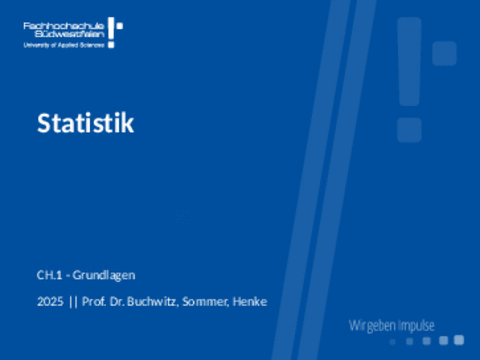 Fachhochschule
Südwestfalen
University of Applied Sciences
Statistik
CH.1 - Grundlagen
2025 || Prof. Dr. Buchwitz, Sommer, Henke
Wir geben Impulse